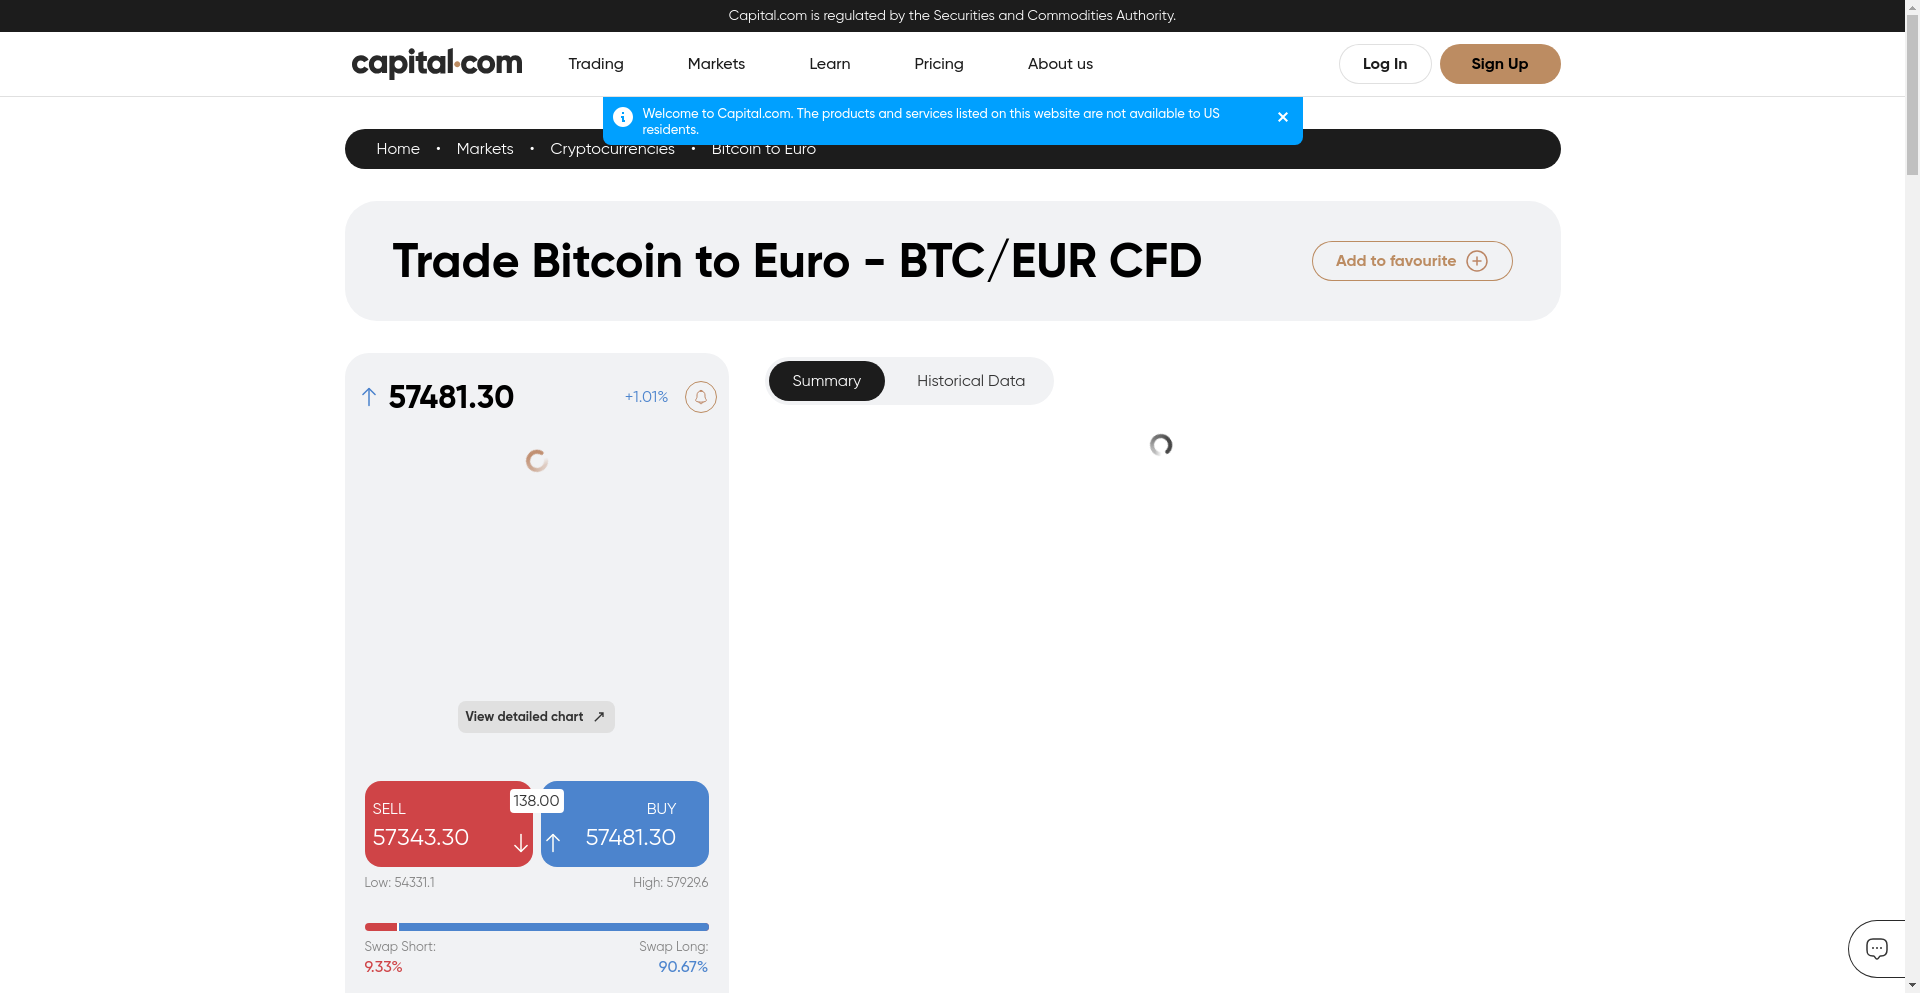 Capital.com is regulated by the Securities and Commodities Authority.
capital.com
Trading
Markets
Learn
Pricing
About us
Log In
Sign Up
Welcome to Capital.com. The products and services listed on this website are not available to US
residents.
Home • Markets • Cryptocurrencies • Bitcoin to Euro
Trade Bitcoin to Euro - BTC/EUR CFD
Add to favourite
57481.30
+1.01%
Summary
Historical Data
View detailed chart
138.00
SELL
57343.30
BUY
57481.30
Low: 54331.1
High: 57929.6
Swap Short:
9.33%
Swap Long:
90.67%